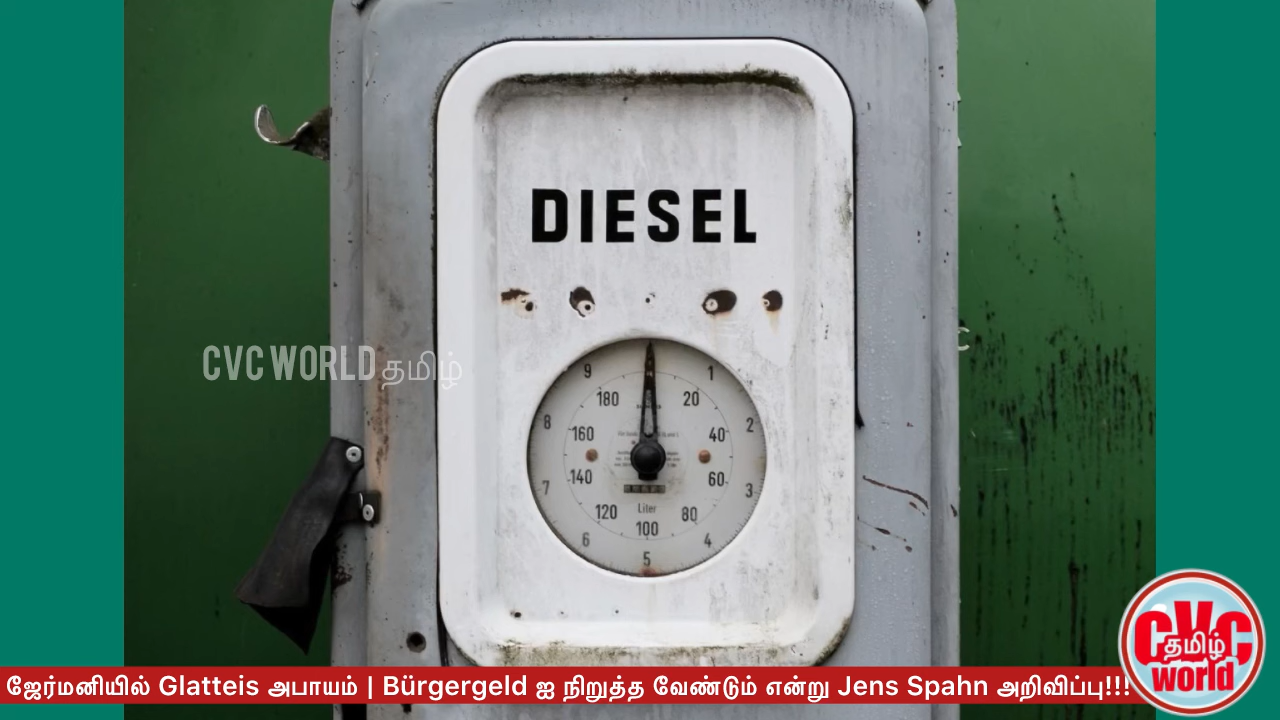 DIESEL
CVC WORLD தமிழ்
9 1
180 20
8 2
160 40
140 60
7 3
Liter
120 80
100
6 4
5
CVC
தமிழ்
world
ஜேர்மனியில் Glatteis அபாயம் | Bürgergeld ஐ நிறுத்த வேண்டும் என்று Jens Spahn அறிவிப்பு!!!